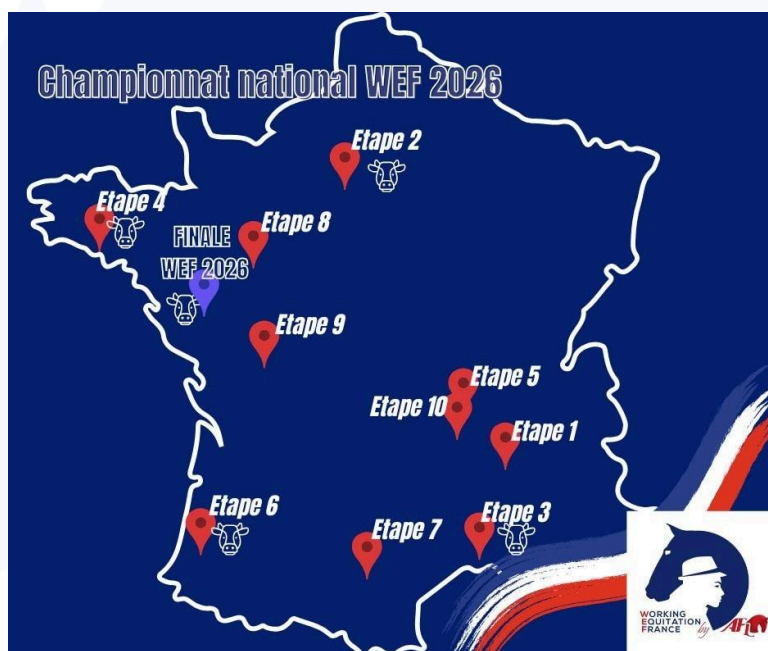 Championnat national WEF 2026
Etape 2
Etape 4
Etape 8
FINALE
WEF 2026
Etape 9
Etape 5
Etape 10
Etape 1
Etape 6
Etape 3
Etape 7
WORKING
EQUITATION
FRANCE
by